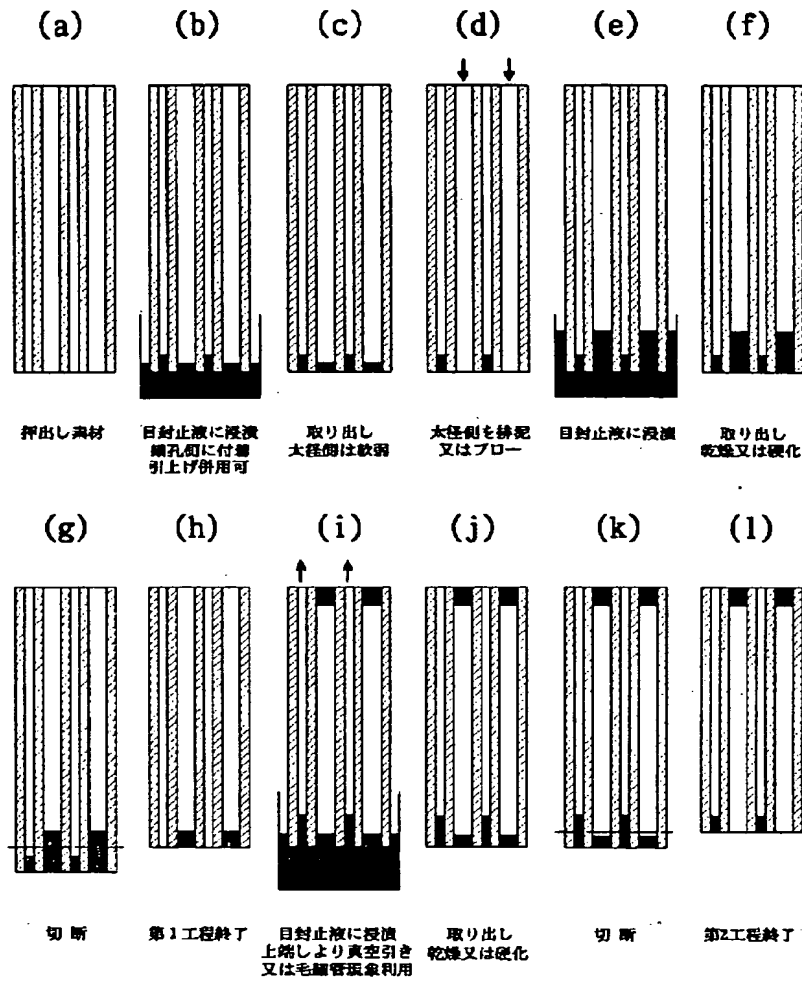 (a)
(b)
(c)
(d)
(e)
(f)
押出し素材
目封止液に浸漬
細孔側に付着
引上げ併用可
取り出し
太径側は軟弱
太径側を排泥
又はブロー
目封止液に浸漬
取り出し
乾燥又は硬化
(g)
(h)
(i)
(j)
(k)
(l)
切断
第1工程終了
目封止液に浸漬
上端しより真空引き
又は毛細管現象利用
取り出し
乾燥又は硬化
切断
第2工程終了